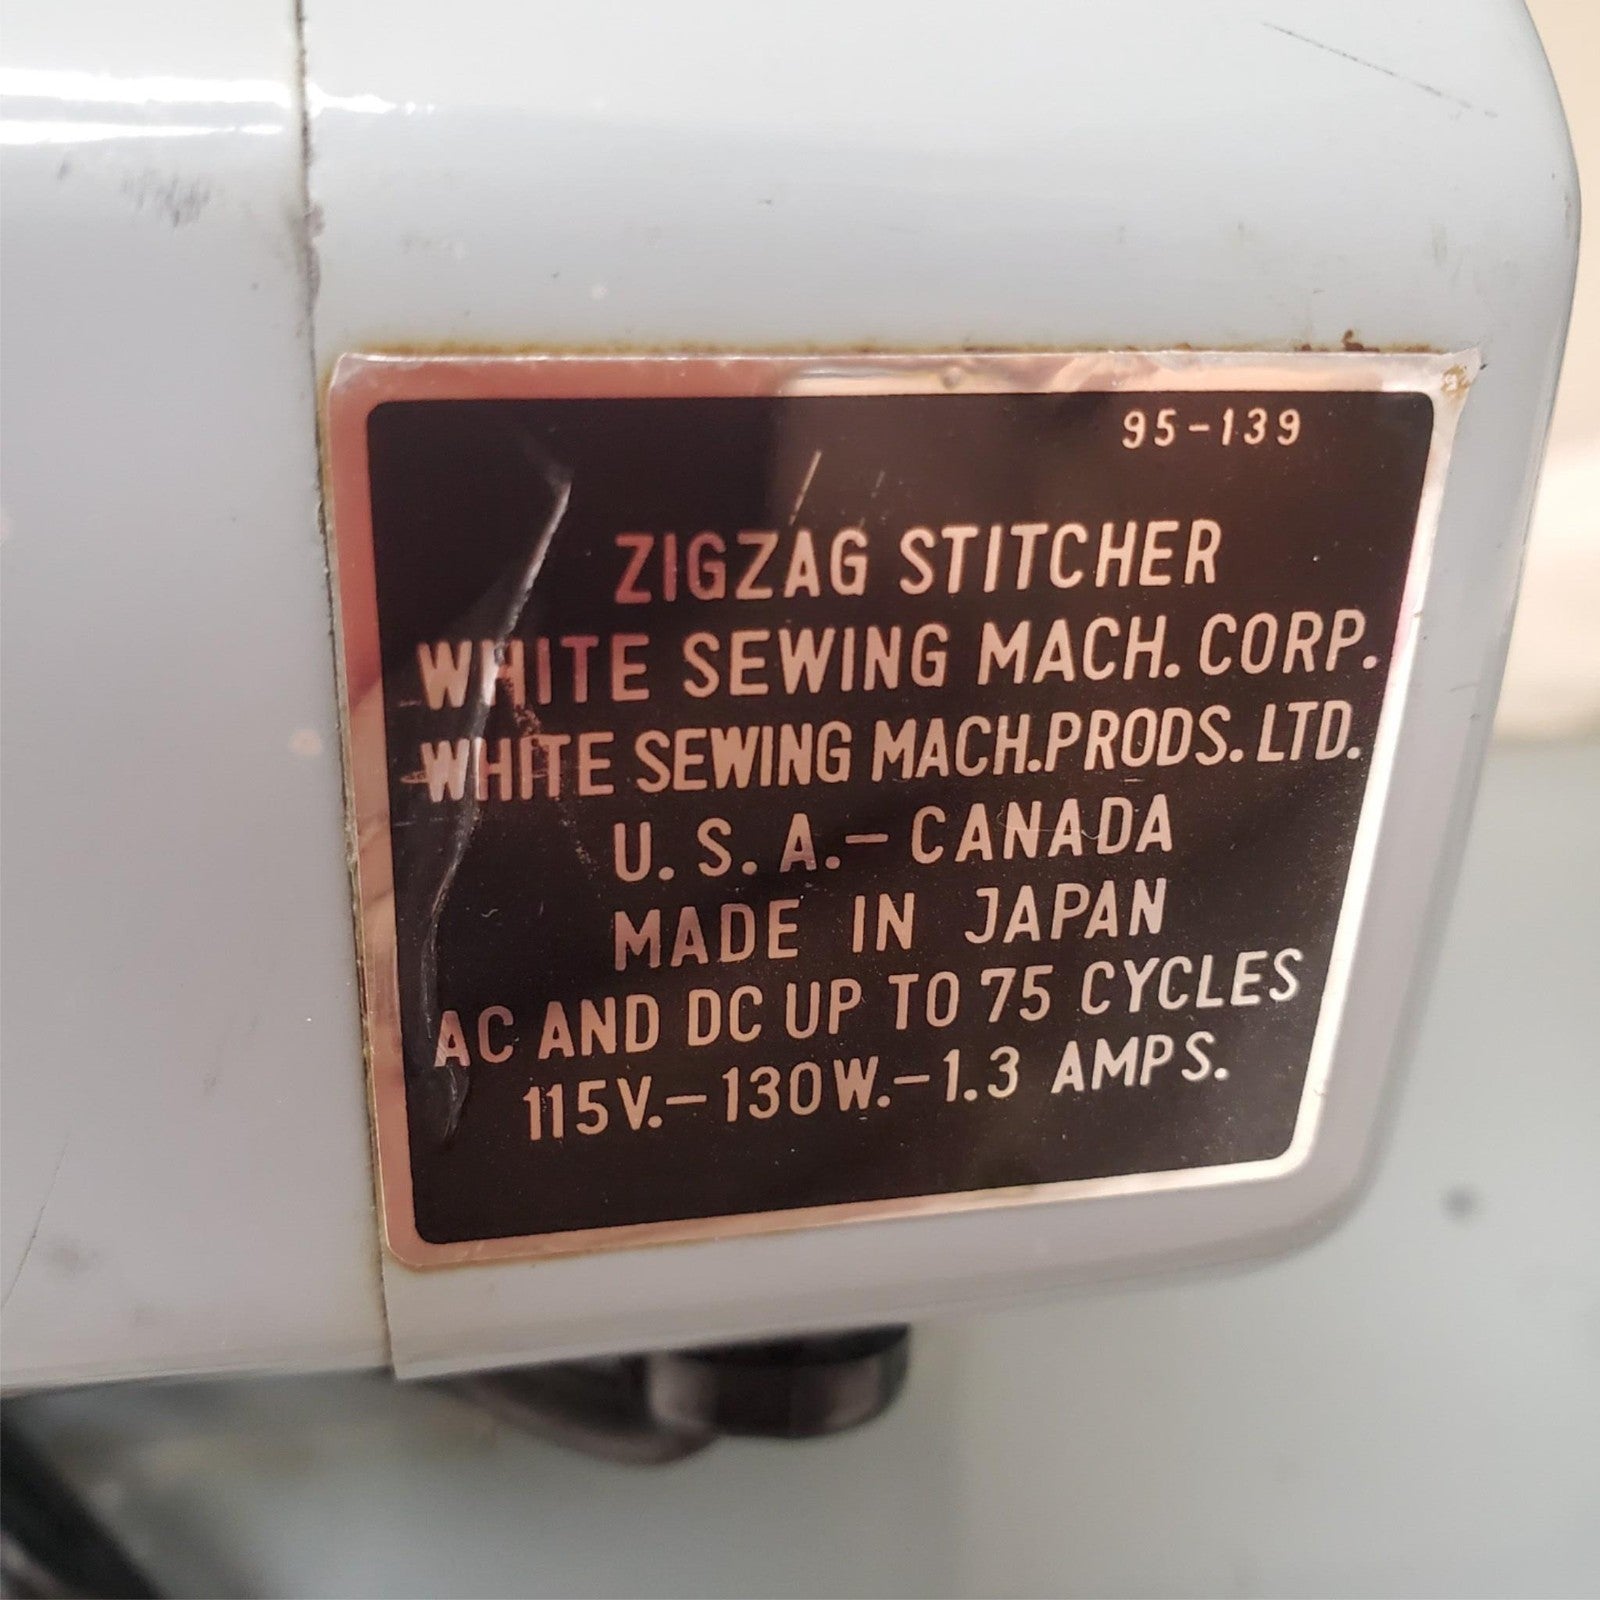 95-139
ZIGZAG STITCHER
WHITE SEWING MACH. CORP.
WHITE SEWING MACH.PRODS. LTD.
U. S. A.-CANADA
MADE IN JAPAN
AC AND DC UP TO 75 CYCLES
115V.-130W.-1.3 AMPS.